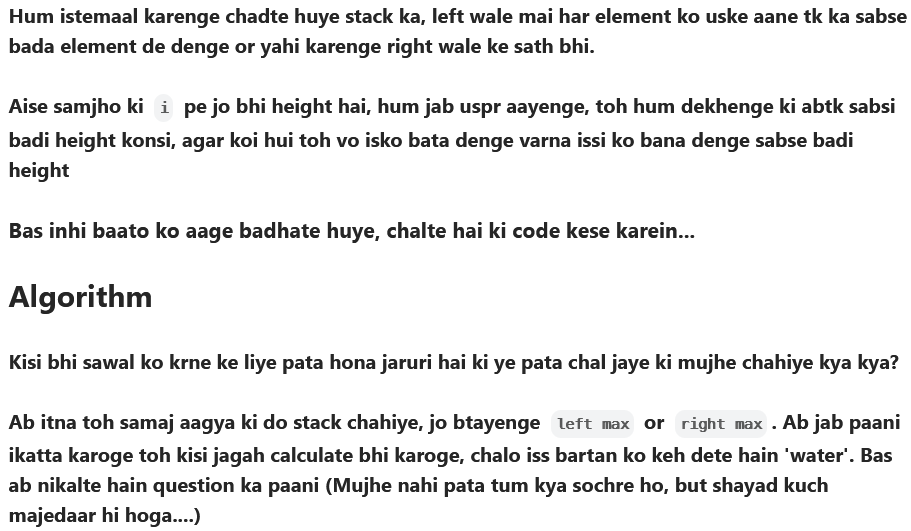 Hum istemaal karenge chadte huye stack ka, left wale mai har element ko uske aane tk ka sabse
bada element de denge or yahi karenge right wale ke sath bhi.
Aise samjho ki i pe jo bhi height hai, hum jab uspr aayenge, toh hum dekhenge ki abtk sabsi
badi height konsi, agar koi hui toh vo isko bata denge varna issi ko bana denge sabse badi
height
Bas inhi baato ko aage badhate huye, chalte hai ki code kese karein...
Algorithm
Kisi bhi sawal ko krne ke liye pata hona jaruri hai ki ye pata chal jaye ki mujhe chahiye kya kya?
Ab itna toh samaj aagya ki do stack chahiye, jo btayenge left max or right max. Ab jab paani
ikatta karoge toh kisi jagah calculate bhi karoge, chalo iss bartan ko keh dete hain 'water'. Bas
ab nikalte hain question ka paani (Mujhe nahi pata tum kya sochre ho, but shayad kuch
majedaar hi hoga....)